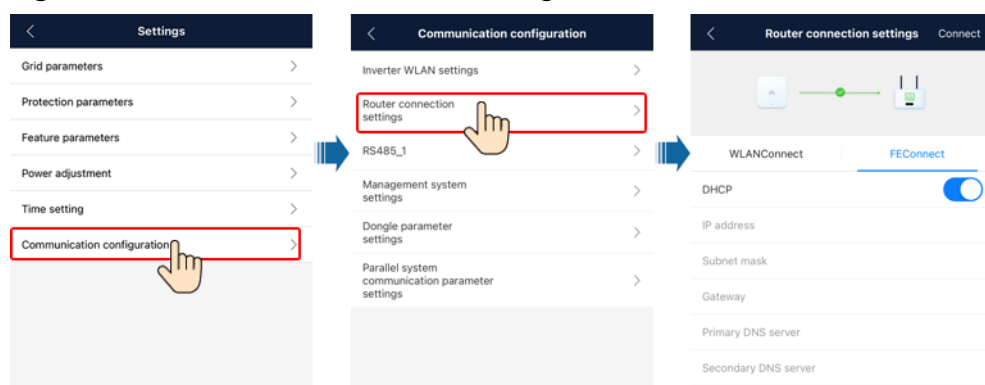 Settings
Grid parameters
Protection parameters
Feature parameters
Power adjustment
Time setting
Communication configuration
Communication configuration
Inverter WLAN settings
Router connection
settings
RS485_1
Management system
settings
Dongle parameter
settings
Parallel system
communication parameter
settings
Router connection settings Connect
WLANConnect FEConnect
DHCP
IP address
Subnet mask
Gateway
Primary DNS server
Secondary DNS server